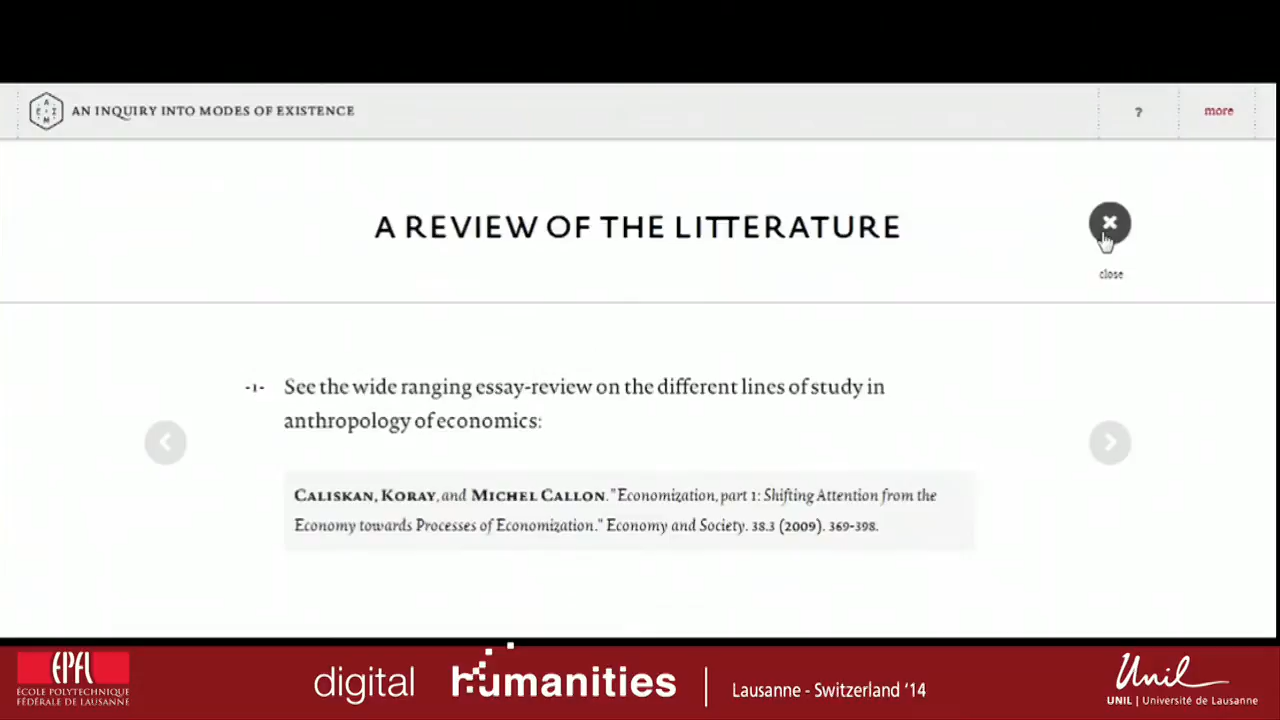 AN INQUIRY INTO MODES OF EXISTENCE
?
more
A REVIEW OF THE LITTERATURE
close
-1- See the wide ranging essay-review on the different lines of study in
anthropology of economics:
CALISKAN, KORAY, and MICHEL CALLON. "Economization, part 1: Shifting Attention from the
Economy towards Processes of Economization." Economy and Society. 38.3 (2009). 369-398.
EPFL
ÉCOLE POLYTECHNIQUE
FÉDÉRALE DE LAUSANNE
digital humanities | Lausanne - Switzerland '14
Unil
UNIL | Université de Lausanne